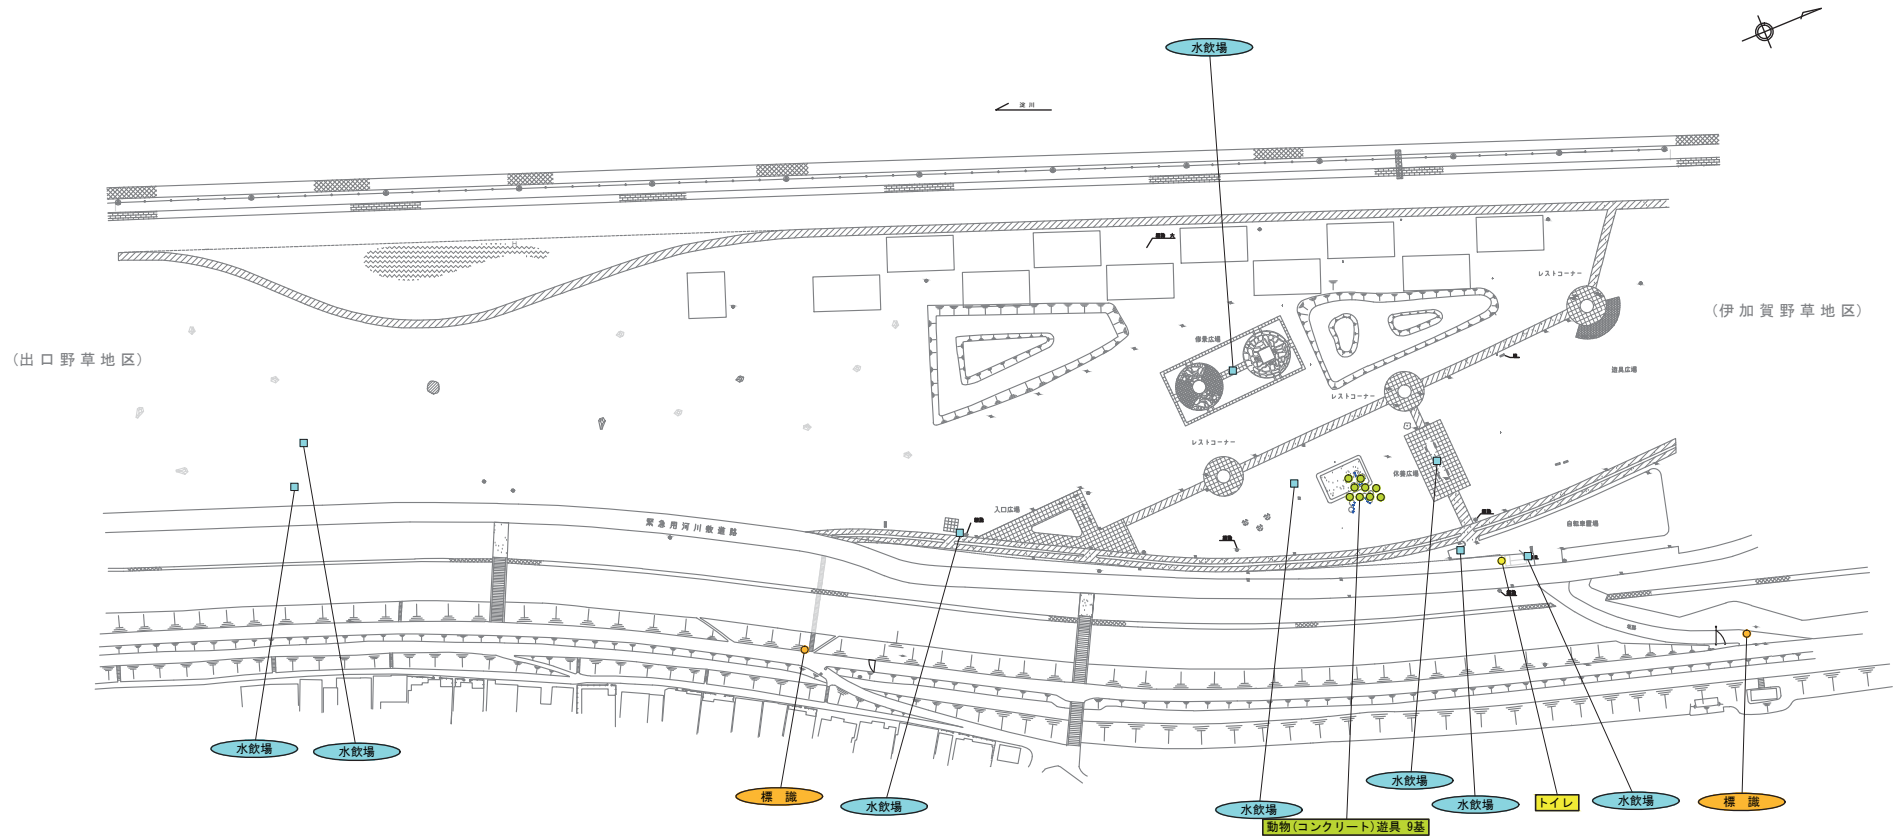 水飲場
淀川
レストコーナー
(伊加賀野草地区)
修景広場
(出口野草地区)
遊具広場
レストコーナー
レストコーナー
休養広場
入口広場
緊急用河川敷道路
自転車置場
水飲場
水飲場
標 識
水飲場
水飲場
動物(コンクリート)遊具 9基
水飲場
水飲場
トイレ
水飲場
標 識